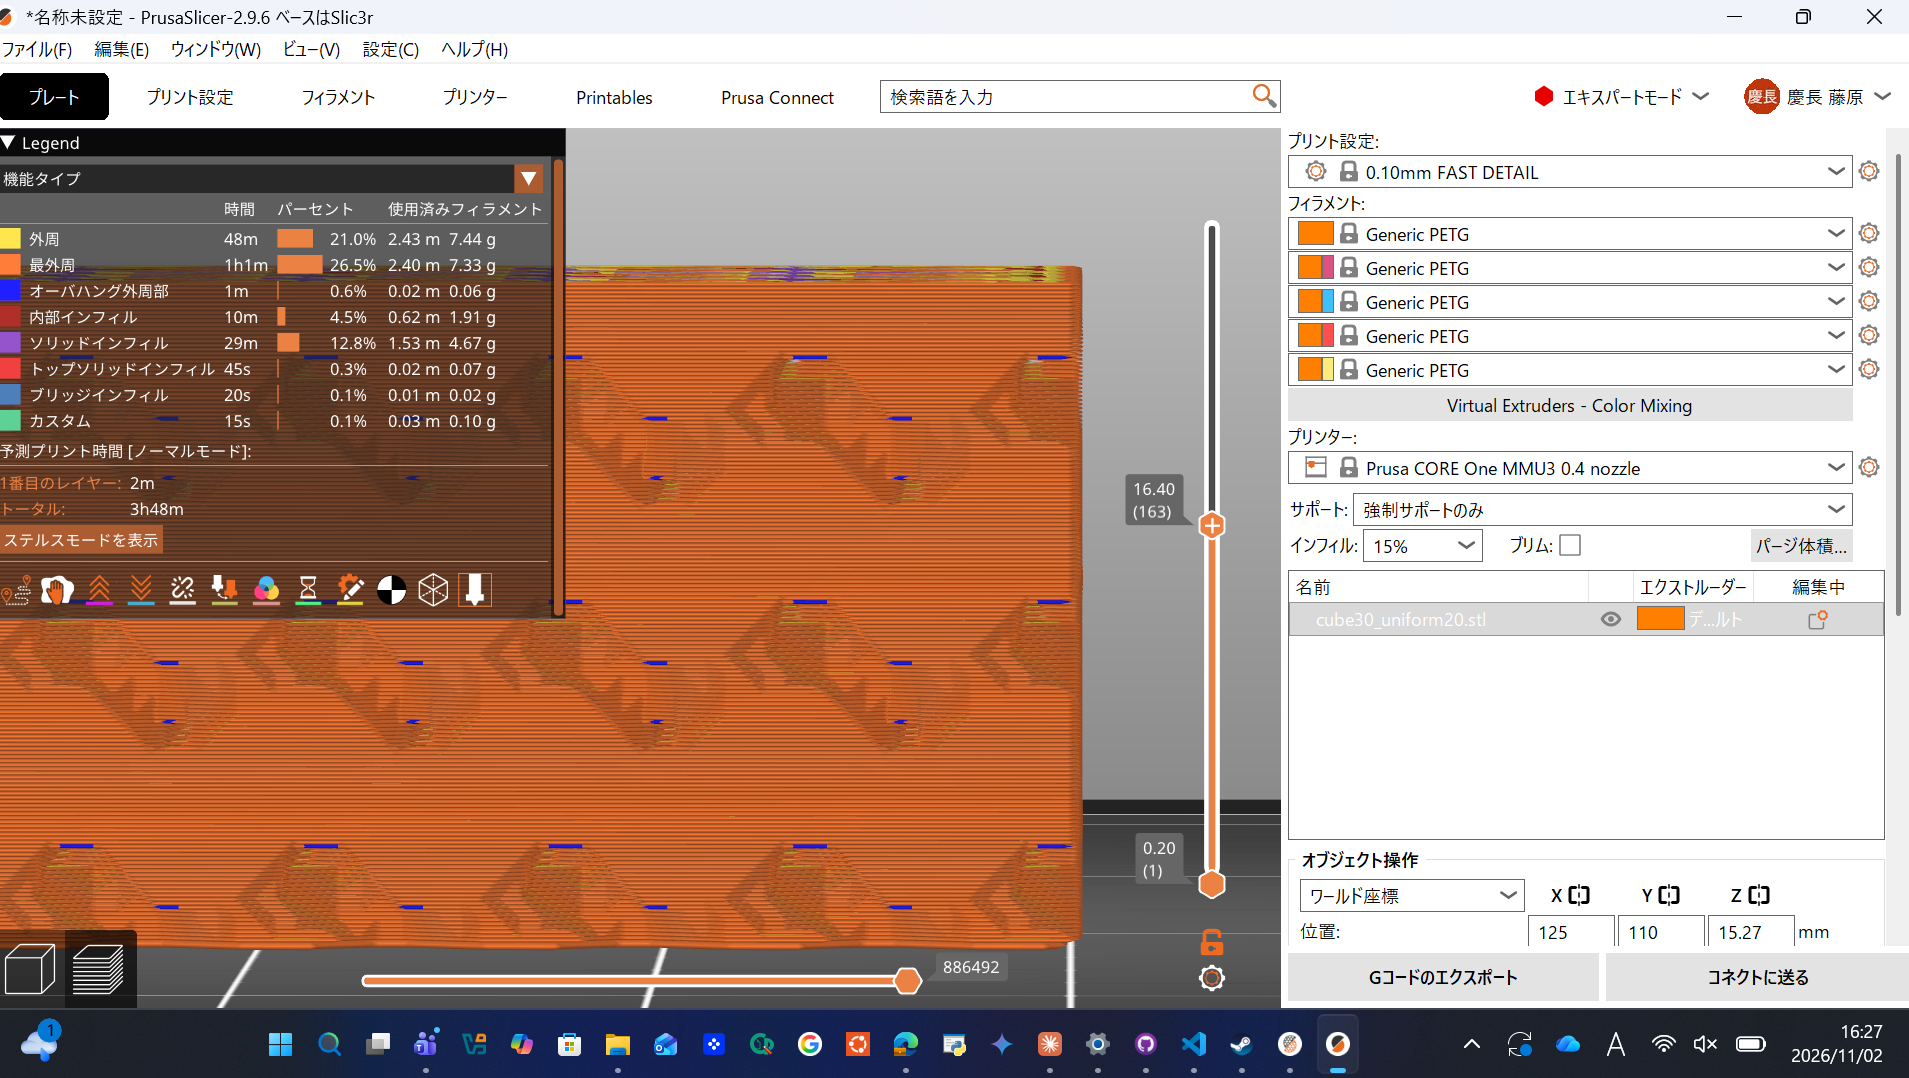 *名称未設定 - PrusaSlicer-2.9.6 ベースはSlic3r
ファイル(F) 編集(E) ウィンドウ(W) ビュー(V) 設定(C) ヘルプ(H)
プレート プリント設定 フィラメント プリンター Printables Prusa Connect 検索語を入力 エキスパートモード 慶長 慶長 藤原
Legend
機能タイプ
時間 パーセント 使用済みフィラメント
外周 48m 21.0% 2.43 m 7.44 g
最外周 1h1m 26.5% 2.40 m 7.33 g
オーバハング外周部 1m 0.6% 0.02 m 0.06 g
内部インフィル 10m 4.5% 0.62 m 1.91 g
ソリッドインフィル 29m 12.8% 1.53 m 4.67 g
トップソリッドインフィル 45s 0.3% 0.02 m 0.07 g
ブリッジインフィル 20s 0.1% 0.01 m 0.02 g
カスタム 15s 0.1% 0.03 m 0.10 g
予測プリント時間 [ノーマルモード]:
1番目のレイヤー: 2m
トータル: 3h48m
ステルスモードを表示
16.40
(163)
0.20
(1)
886492
プリント設定:
0.10mm FAST DETAIL
フィラメント:
Generic PETG
Generic PETG
Generic PETG
Generic PETG
Generic PETG
Virtual Extruders - Color Mixing
プリンター:
Prusa CORE One MMU3 0.4 nozzle
サポート: 強制サポートのみ
インフィル: 15% ブリム: パージ体積...
名前 エクストルーダー 編集中
cube30_uniform20.stl デ...ルト
オブジェクト操作
ワールド座標 X Y Z
位置: 125 110 15.27 mm
Gコードのエクスポート コネクトに送る
1
A
16:27
2026/11/02